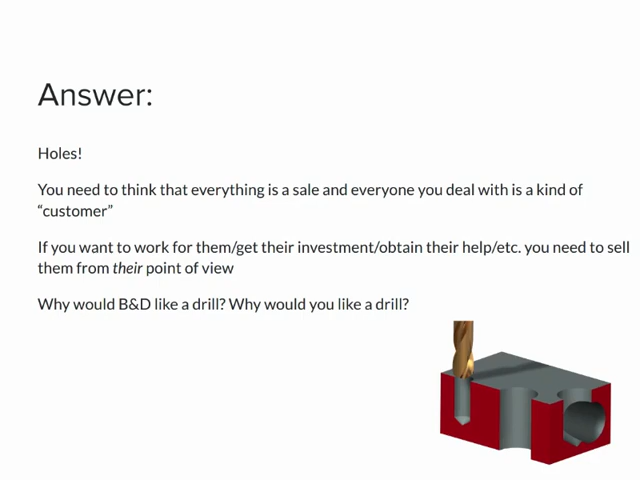 Answer:
Holes!
You need to think that everything is a sale and everyone you deal with is a kind of
“customer”
If you want to work for them/get their investment/obtain their help/etc. you need to sell
them from their point of view
Why would B&D like a drill? Why would you like a drill?